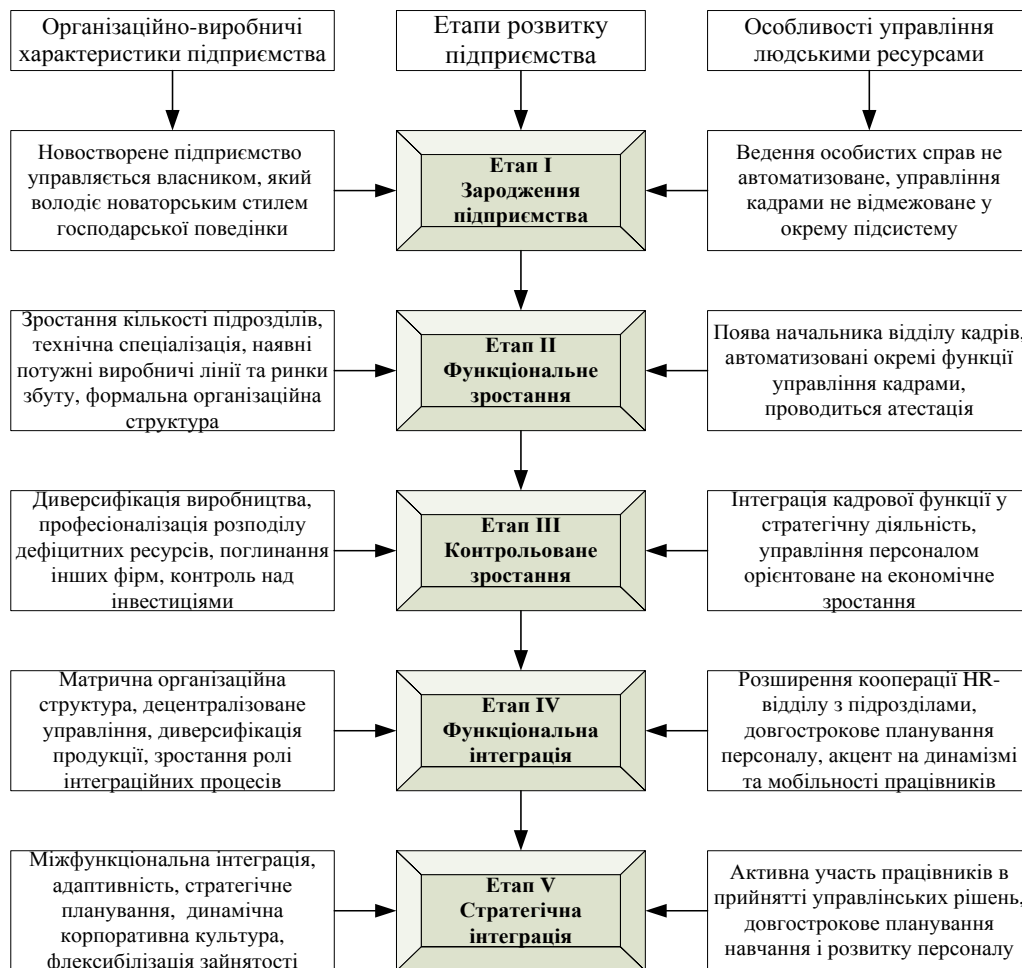 Організаційно-виробничі
характеристики підприємства
Етапи розвитку
підприємства
Особливості управління
людськими ресурсами
Новостворене підприємство
управляється власником, який
володіє новаторським стилем
господарської поведінки
Етап I
Зародження
підприємства
Ведення особистих справ не
автоматизоване, управління
кадрами не відмежоване у
окрему підсистему
Зростання кількості підрозділів,
технічна спеціалізація, наявні
потужні виробничі лінії та ринки
збуту, формальна організаційна
структура
Етап II
Функціональне
зростання
Поява начальника відділу кадрів,
автоматизовані окремі функції
управління кадрами,
проводиться атестація
Диверсифікація виробництва,
професіоналізація розподілу
дефіцитних ресурсів, поглинання
інших фірм, контроль над
інвестиціями
Етап III
Контрольоване
зростання
Інтеграція кадрової функції у
стратегічну діяльність,
управління персоналом
орієнтоване на економічне
зростання
Матрична організаційна
структура, децентралізоване
управління, диверсифікація
продукції, зростання ролі
інтеграційних процесів
Етап IV
Функціональна
інтеграція
Розширення кооперації HR-
відділу з підрозділами,
довгострокове планування
персоналу, акцент на динамізмі
та мобільності працівників
Міжфункціональна інтеграція,
адаптивність, стратегічне
планування, динамічна
корпоративна культура,
флексибілізація зайнятості
Етап V
Стратегічна
інтеграція
Активна участь працівників в
прийнятті управлінських рішень,
довгострокове планування
навчання і розвитку персоналу